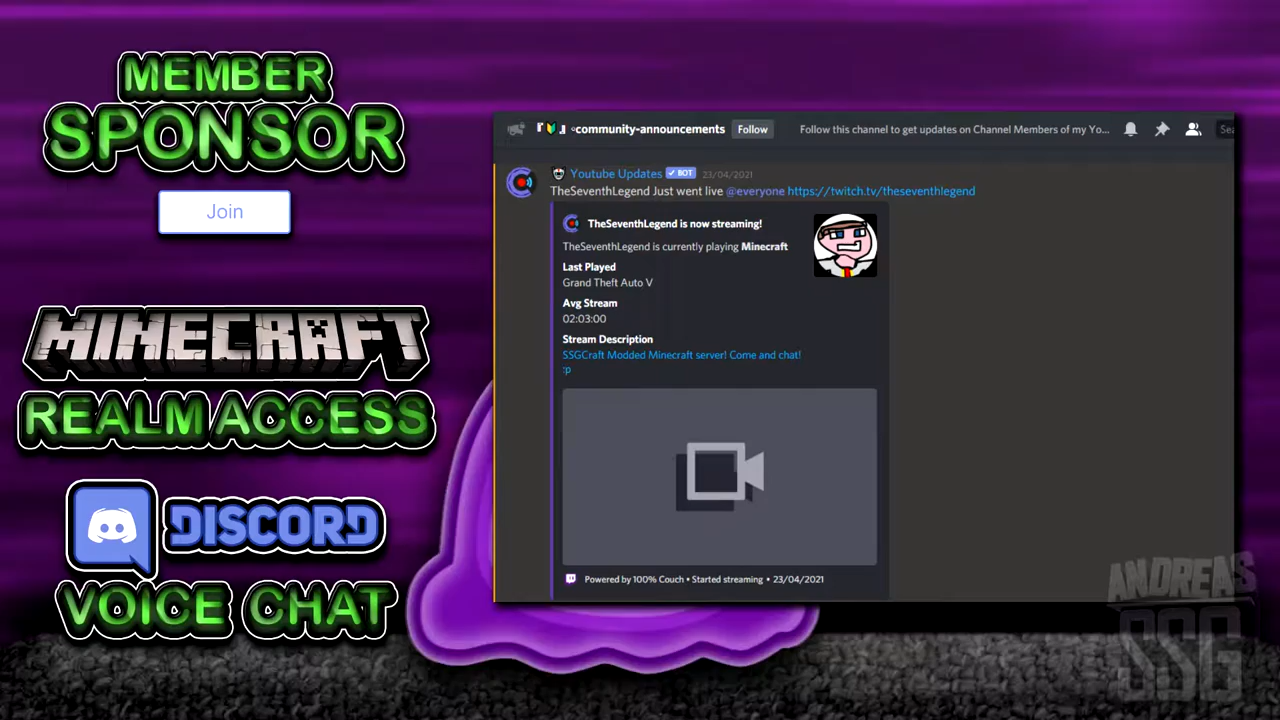 MEMBER
SPONSOR
Join
MINECRAFT
REALM ACCESS
DISCORD
VOICE CHAT
『🔰』◦community-announcements Follow Follow this channel to get updates on Channel Members of my Yo... Sea
Youtube Updates ✓ BOT 23/04/2021
TheSeventhLegend Just went live @everyone https://twitch.tv/theseventhlegend
TheSeventhLegend is now streaming!
TheSeventhLegend is currently playing Minecraft
Last Played
Grand Theft Auto V
Avg Stream
02:03:00
Stream Description
SSGCraft Modded Minecraft server! Come and chat!
:p
Powered by 100% Couch • Started streaming • 23/04/2021
ANDREAS
SSG